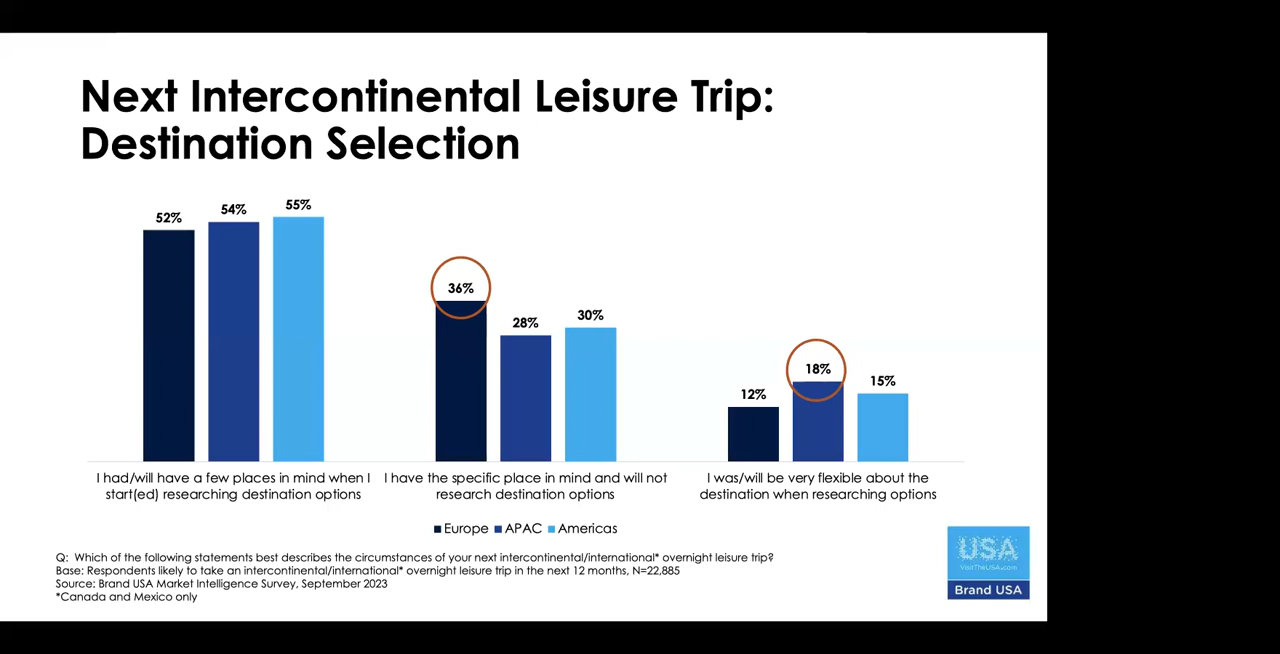 Next Intercontinental Leisure Trip:
Destination Selection
52%
54%
55%
36%
28%
30%
12%
18%
15%
I had/will have a few places in mind when I
start(ed) researching destination options
I have the specific place in mind and will not
research destination options
I was/will be very flexible about the
destination when researching options
Europe APAC Americas
Q: Which of the following statements best describes the circumstances of your next intercontinental/international* overnight leisure trip?
Base: Respondents likely to take an intercontinental/international* overnight leisure trip in the next 12 months, N=22,885
Source: Brand USA Market Intelligence Survey, September 2023
*Canada and Mexico only
USA
VisitTheUSA.com
Brand USA